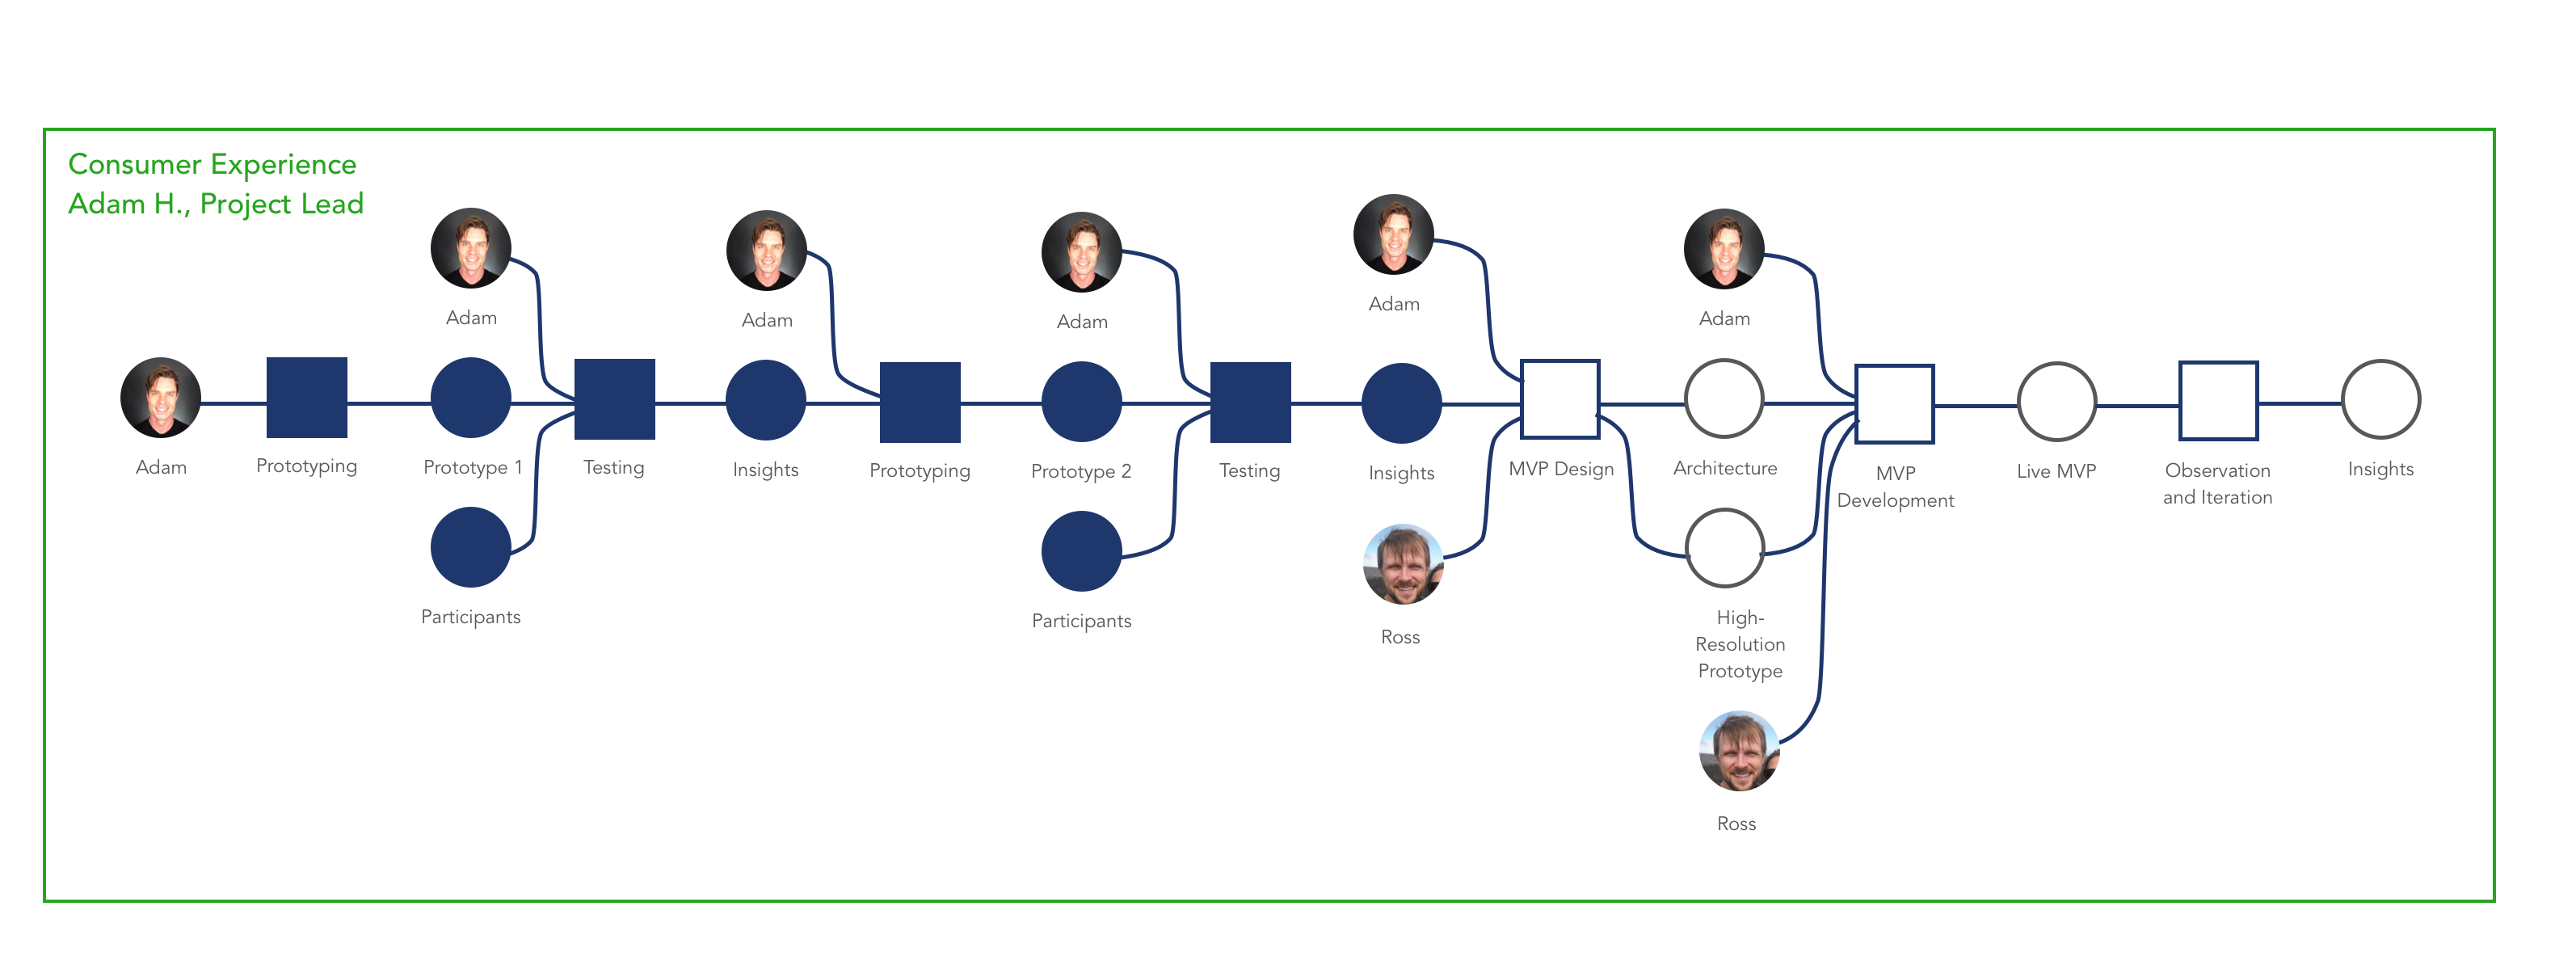 Consumer Experience
Adam H., Project Lead
Adam
Adam
Adam
Adam
Adam
Adam
Prototyping
Prototype 1
Testing
Insights
Prototyping
Prototype 2
Testing
Insights
MVP Design
Architecture
MVP
Development
Live MVP
Observation
and Iteration
Insights
Participants
Participants
Ross
High-
Resolution
Prototype
Ross